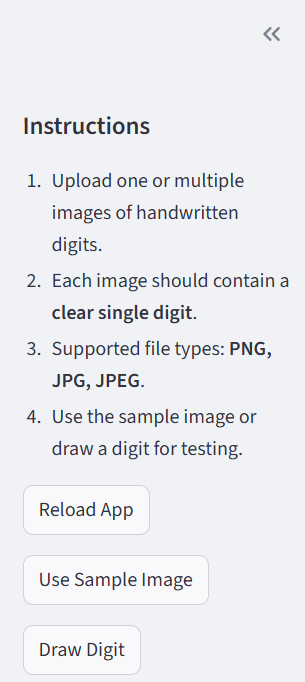 Instructions
1. Upload one or multiple
images of handwritten
digits.
2. Each image should contain a
clear single digit.
3. Supported file types: PNG,
JPG, JPEG.
4. Use the sample image or
draw a digit for testing.
Reload App
Use Sample Image
Draw Digit